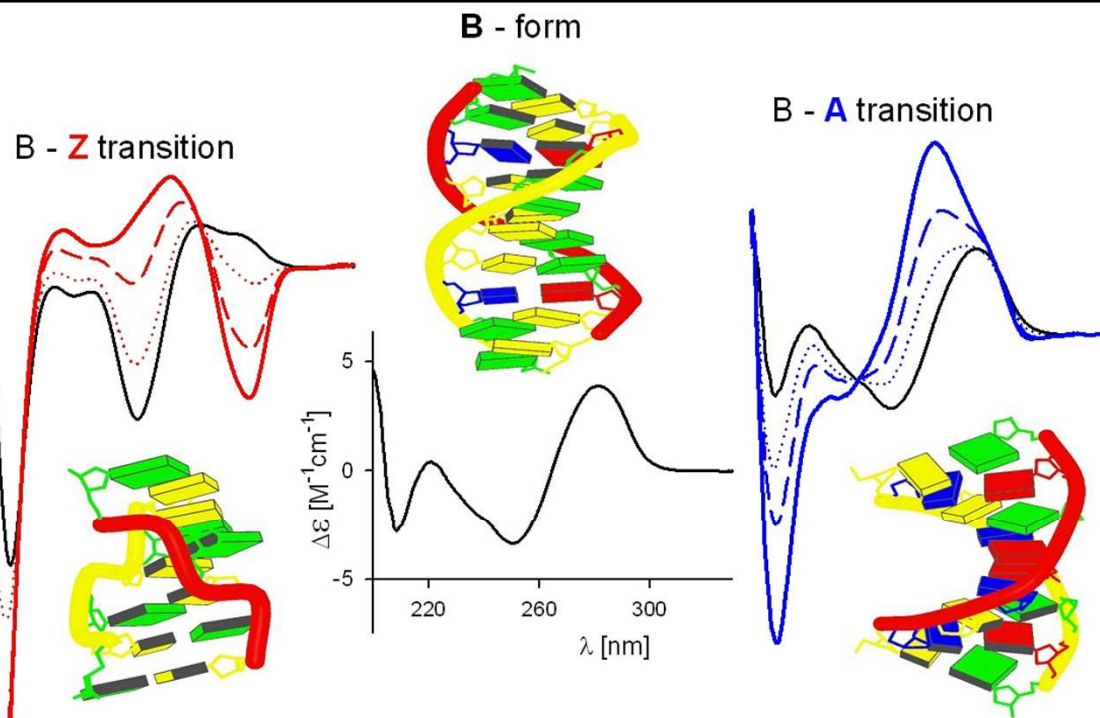 B - form
B - A transition
B - Z transition
5
0
-5
Δε [M⁻¹cm⁻¹]
220 260 300
λ [nm]